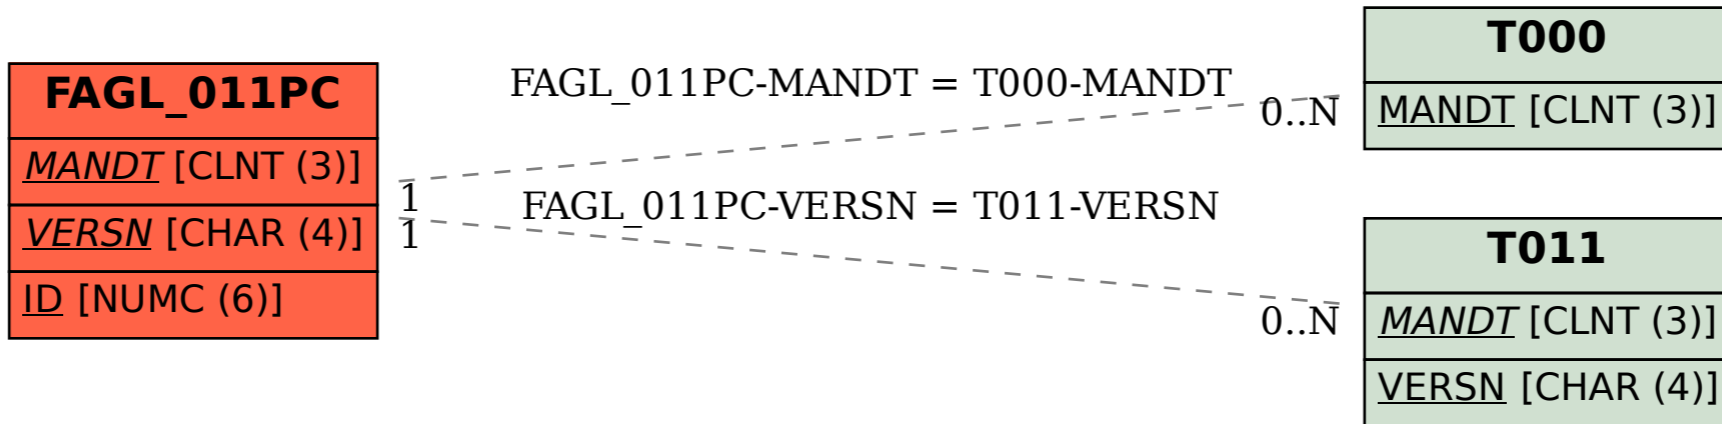 FAGL_011PC
MANDT [CLNT (3)]
VERSN [CHAR (4)]
ID [NUMC (6)]
FAGL_011PC-MANDT = T000-MANDT
0..N
1
FAGL_011PC-VERSN = T011-VERSN
1
0..N
T000
MANDT [CLNT (3)]
T011
MANDT [CLNT (3)]
VERSN [CHAR (4)]